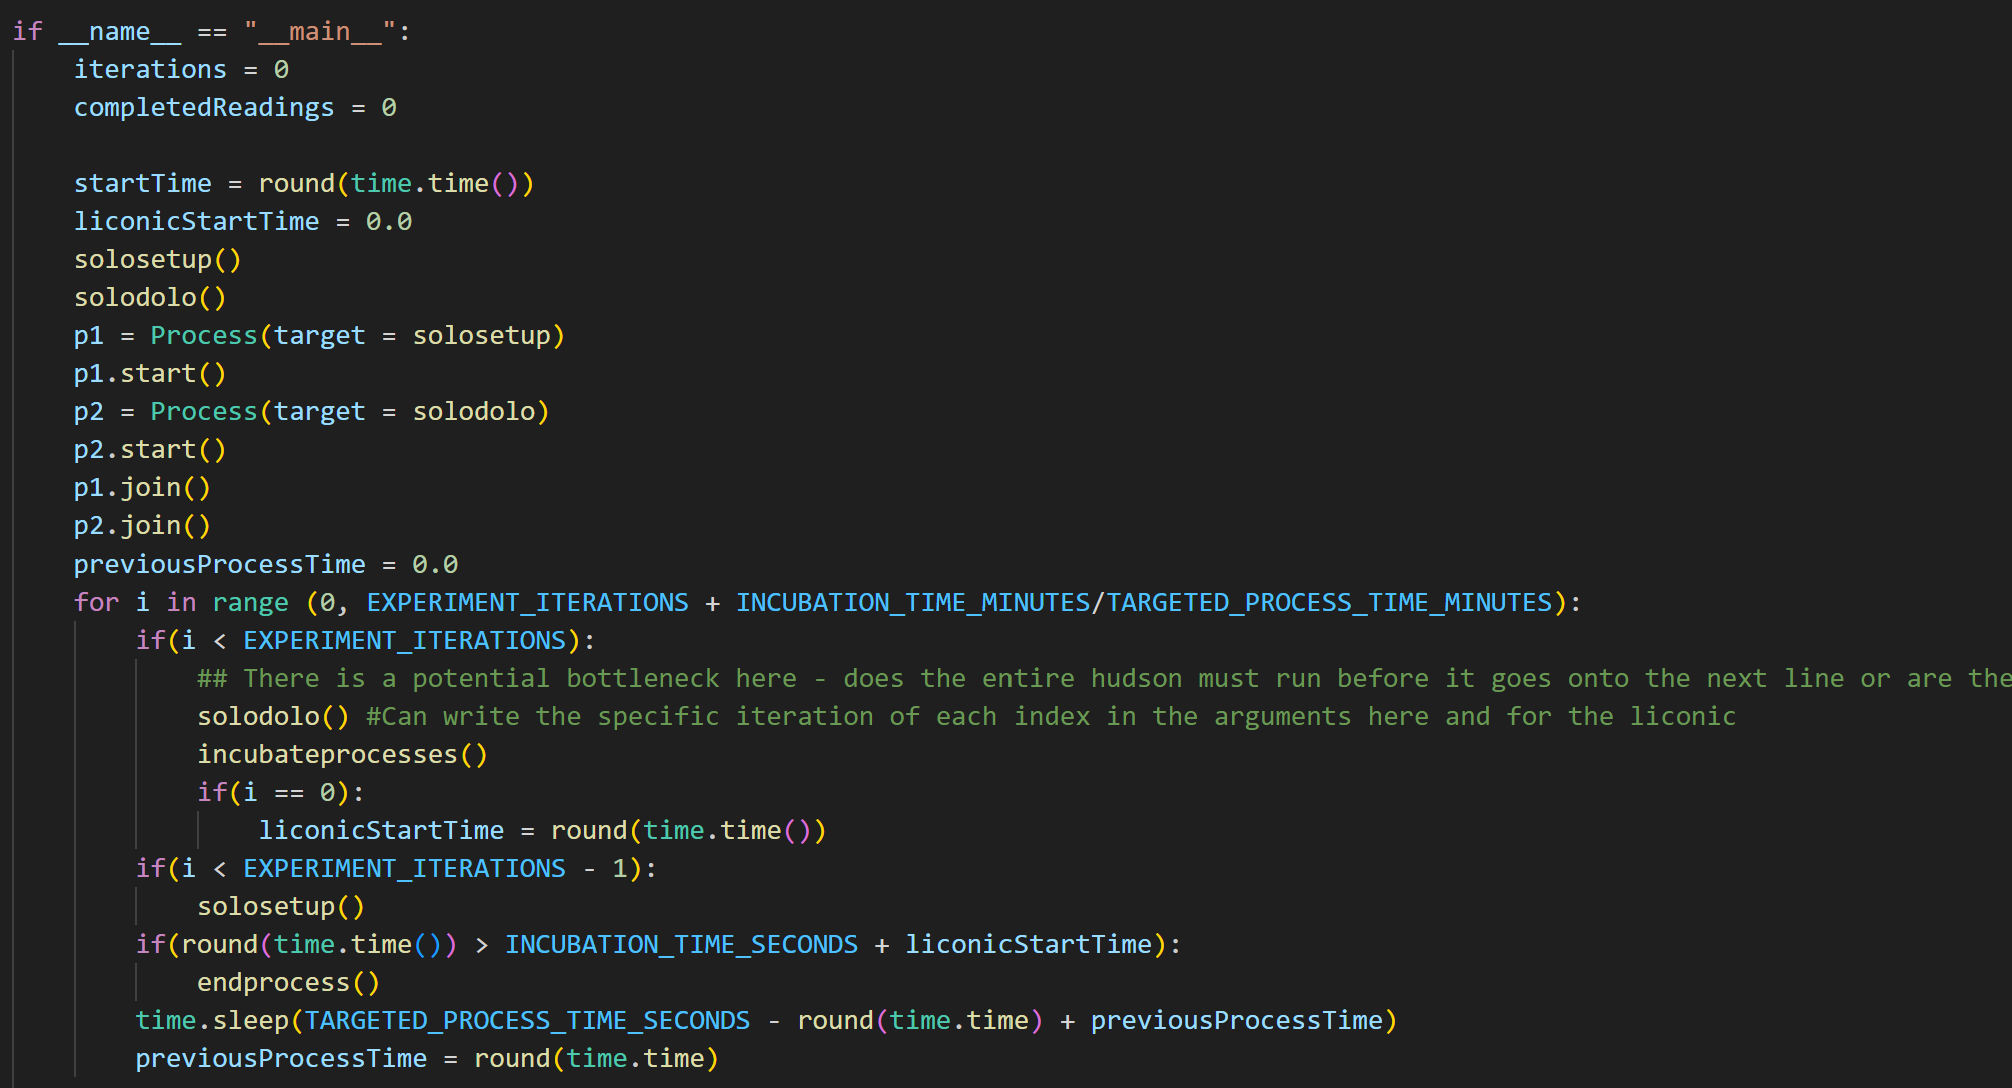 if __name__ == "__main__":
    iterations = 0
    completedReadings = 0

    startTime = round(time.time())
    liconicStartTime = 0.0
    solosetup()
    solodolo()
    p1 = Process(target = solosetup)
    p1.start()
    p2 = Process(target = solodolo)
    p2.start()
    p1.join()
    p2.join()
    previousProcessTime = 0.0
    for i in range (0, EXPERIMENT_ITERATIONS + INCUBATION_TIME_MINUTES/TARGETED_PROCESS_TIME_MINUTES):
        if(i < EXPERIMENT_ITERATIONS):
            ## There is a potential bottleneck here - does the entire hudson must run before it goes onto the next line or are the
            solodolo() #Can write the specific iteration of each index in the arguments here and for the liconic
            incubateprocesses()
            if(i == 0):
                liconicStartTime = round(time.time())
        if(i < EXPERIMENT_ITERATIONS - 1):
            solosetup()
        if(round(time.time()) > INCUBATION_TIME_SECONDS + liconicStartTime):
            endprocess()
        time.sleep(TARGETED_PROCESS_TIME_SECONDS - round(time.time) + previousProcessTime)
        previousProcessTime = round(time.time)